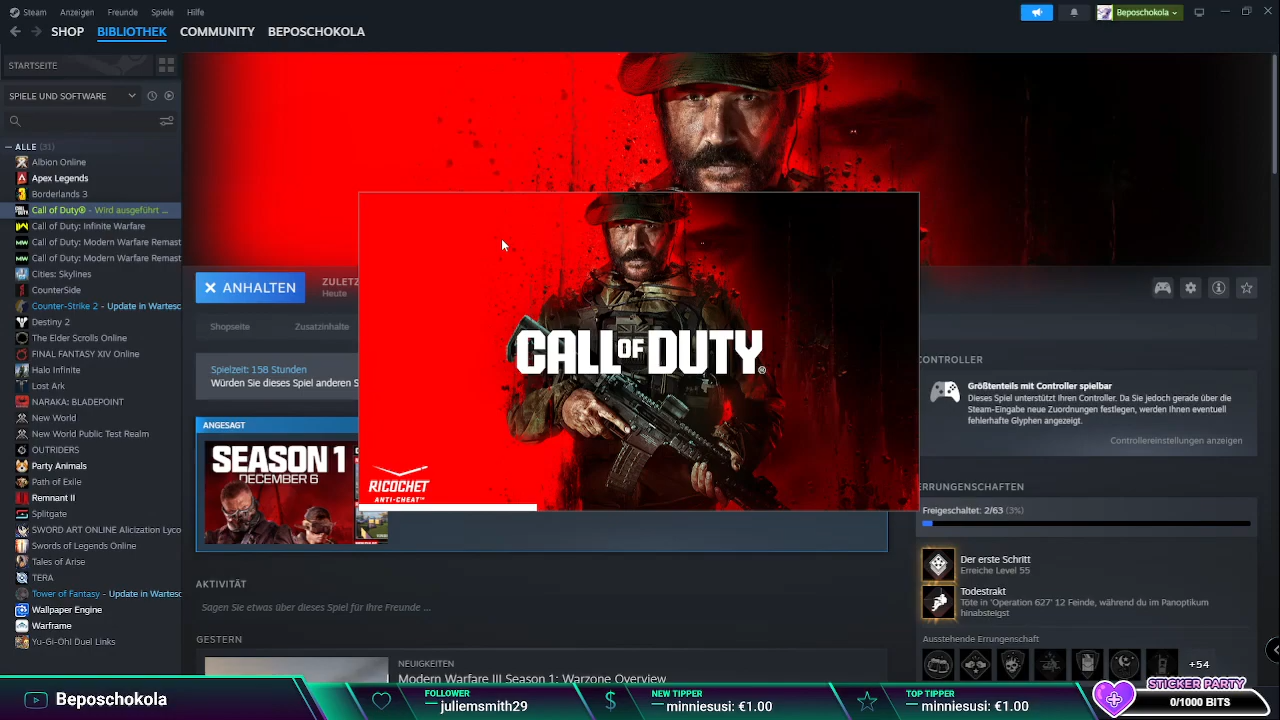 Steam Anzeigen Freunde Spiele Hilfe
Beposchokola
SHOP BIBLIOTHEK COMMUNITY BEPOSCHOKOLA
STARTSEITE
SPIELE UND SOFTWARE
ALLE (31)
Albion Online
Apex Legends
Borderlands 3
Call of Duty® - Wird ausgeführt ...
Call of Duty: Infinite Warfare
Call of Duty: Modern Warfare Remast
Call of Duty: Modern Warfare Remast
Cities: Skylines
CounterSide
Counter-Strike 2 - Update in Wartesc
Destiny 2
The Elder Scrolls Online
FINAL FANTASY XIV Online
Halo Infinite
Lost Ark
NARAKA: BLADEPOINT
New World
New World Public Test Realm
OUTRIDERS
Party Animals
Path of Exile
Remnant II
Splitgate
SWORD ART ONLINE Alicization Lyco
Swords of Legends Online
Tales of Arise
TERA
Tower of Fantasy - Update in Wartesc
Wallpaper Engine
Warframe
Yu-Gi-Oh! Duel Links
ANHALTEN
ZULETZ
Heute
Shopseite Zusatzinhalte
Spielzeit: 158 Stunden
Würden Sie dieses Spiel anderen S
ANGESAGT
SEASON 1
DECEMBER 6
CALL OF DUTY®
RICOCHET
ANTI-CHEAT™
AKTIVITÄT
Sagen Sie etwas über dieses Spiel für Ihre Freunde ...
GESTERN
NEUIGKEITEN
Modern Warfare III Season 1: Warzone Overview
CONTROLLER
Größtenteils mit Controller spielbar
Dieses Spiel unterstützt Ihren Controller. Da Sie jedoch gerade über die
Steam-Eingabe neue Zuordnungen festlegen, werden Ihnen eventuell
fehlerhafte Glyphen angezeigt.
Controllereinstellungen anzeigen
ERRUNGENSCHAFTEN
Freigeschaltet: 2/63 (3%)
Der erste Schritt
Erreiche Level 55
Todestrakt
Töte in 'Operation 627' 12 Feinde, während du im Panoptikum
hinabsteigst
Ausstehende Errungenschaft
+54
Beposchokola
FOLLOWER
juliemsmith29
NEW TIPPER
minniesusi: €1.00
TOP TIPPER
minniesusi: €1.00
STICKER PARTY
0/1000 BITS